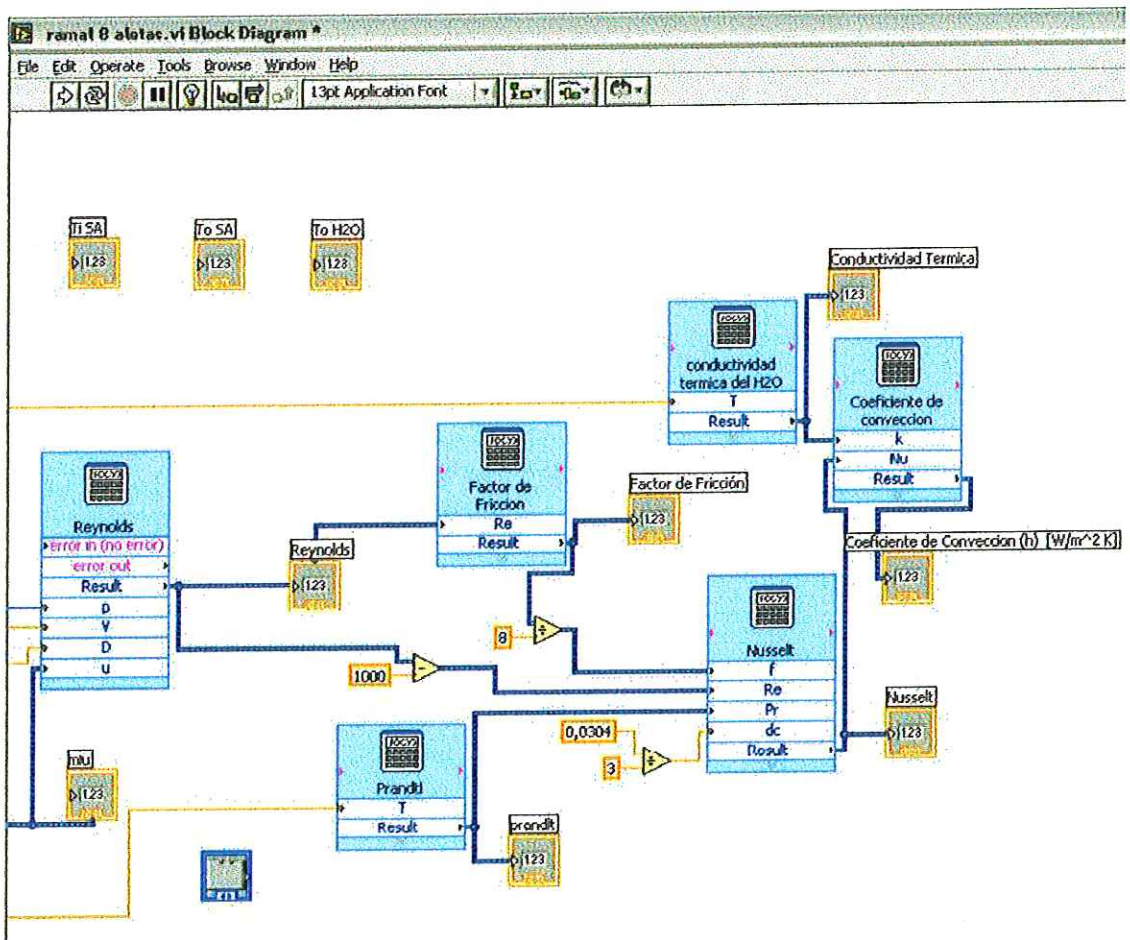 ramal 8 aletas.vi Block Diagram *
File Edit Operate Tools Browse Window Help
13pt Application Font
Ti SA
To SA
To H2O
Conductividad Termica
conductividad
termica del H2O
T
Result
Coeficiente de
conveccion
k
Nu
Result
Factor de
Friccion
Re
Result
Factor de Fricción
Reynolds
error in (no error)
error out
Result
p
V
D
u
Reynolds
Coeficiente de Conveccion (h) [W/m^2 K]
8
1000
Nusselt
f
Re
Pr
dc
Result
Nusselt
0,0304
3
miu
Prandtl
T
Result
prandlt